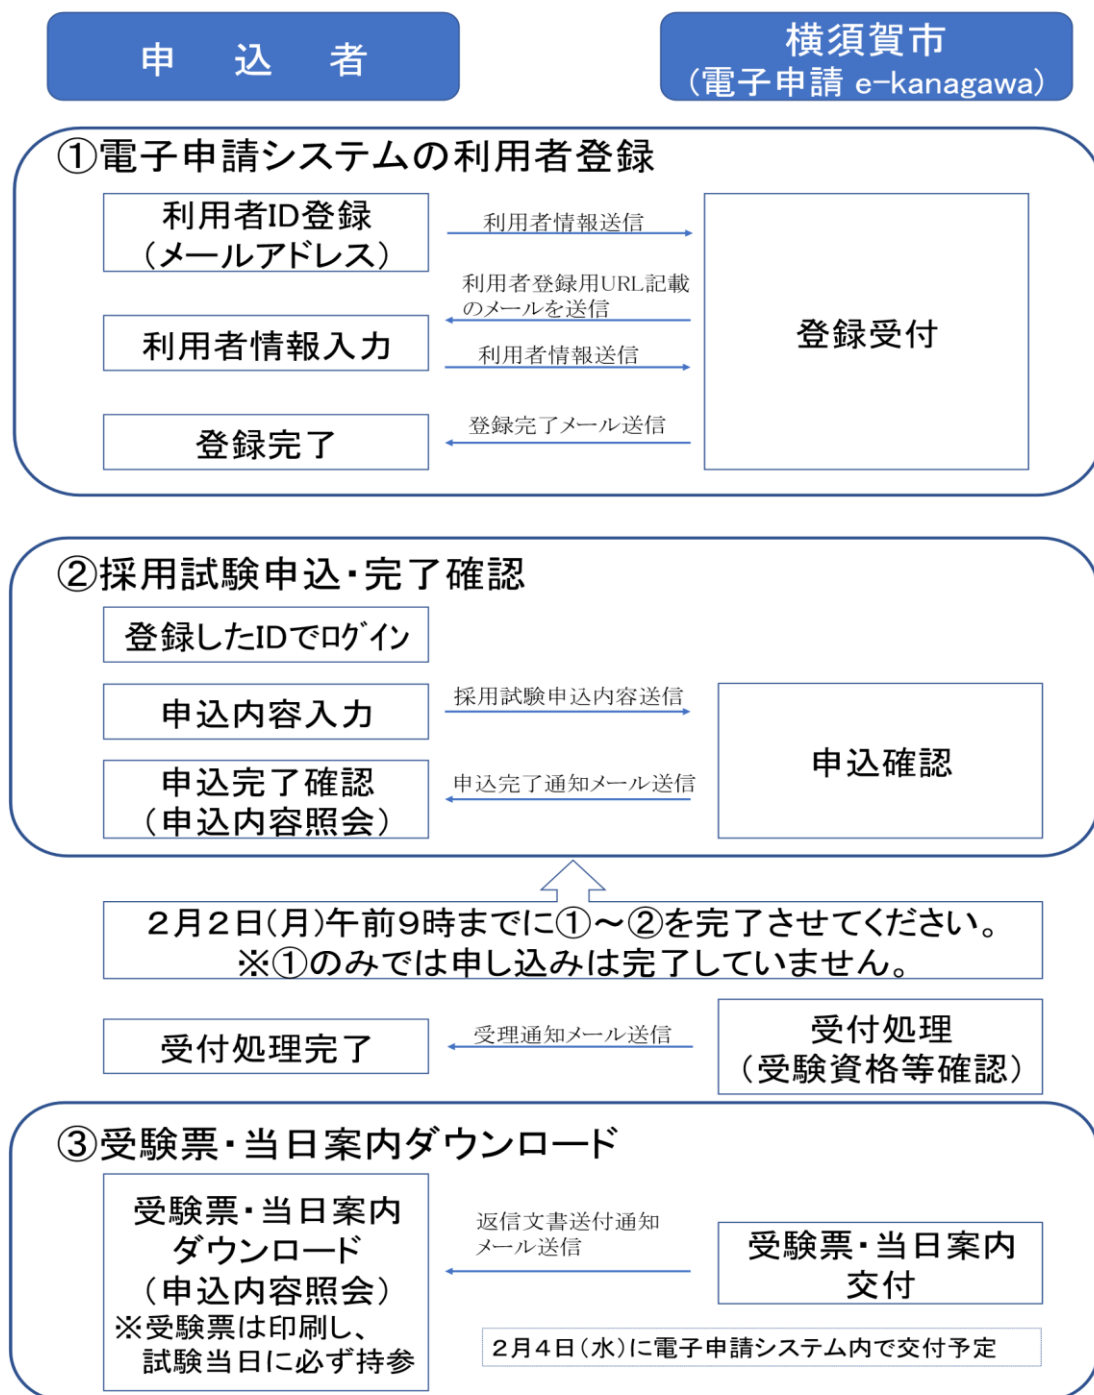 申　込　者
横須賀市
(電子申請 e-kanagawa)
①電子申請システムの利用者登録
利用者ID登録
（メールアドレス）
利用者情報送信
利用者登録用URL記載
のメールを送信
利用者情報入力
利用者情報送信
登録完了メール送信
登録完了
登録受付
②採用試験申込・完了確認
登録したIDでﾛｸﾞｲﾝ
申込内容入力
採用試験申込内容送信
申込完了確認
（申込内容照会）
申込完了通知メール送信
申込確認
２月２日(月)午前９時までに①～②を完了させてください。
※①のみでは申し込みは完了していません。
受付処理完了
受理通知メール送信
受付処理
（受験資格等確認）
③受験票・当日案内ダウンロード
受験票・当日案内
ダウンロード
（申込内容照会）
※受験票は印刷し、
試験当日に必ず持参
返信文書送付通知
メール送信
受験票・当日案内
交付
２月４日(水)に電子申請システム内で交付予定